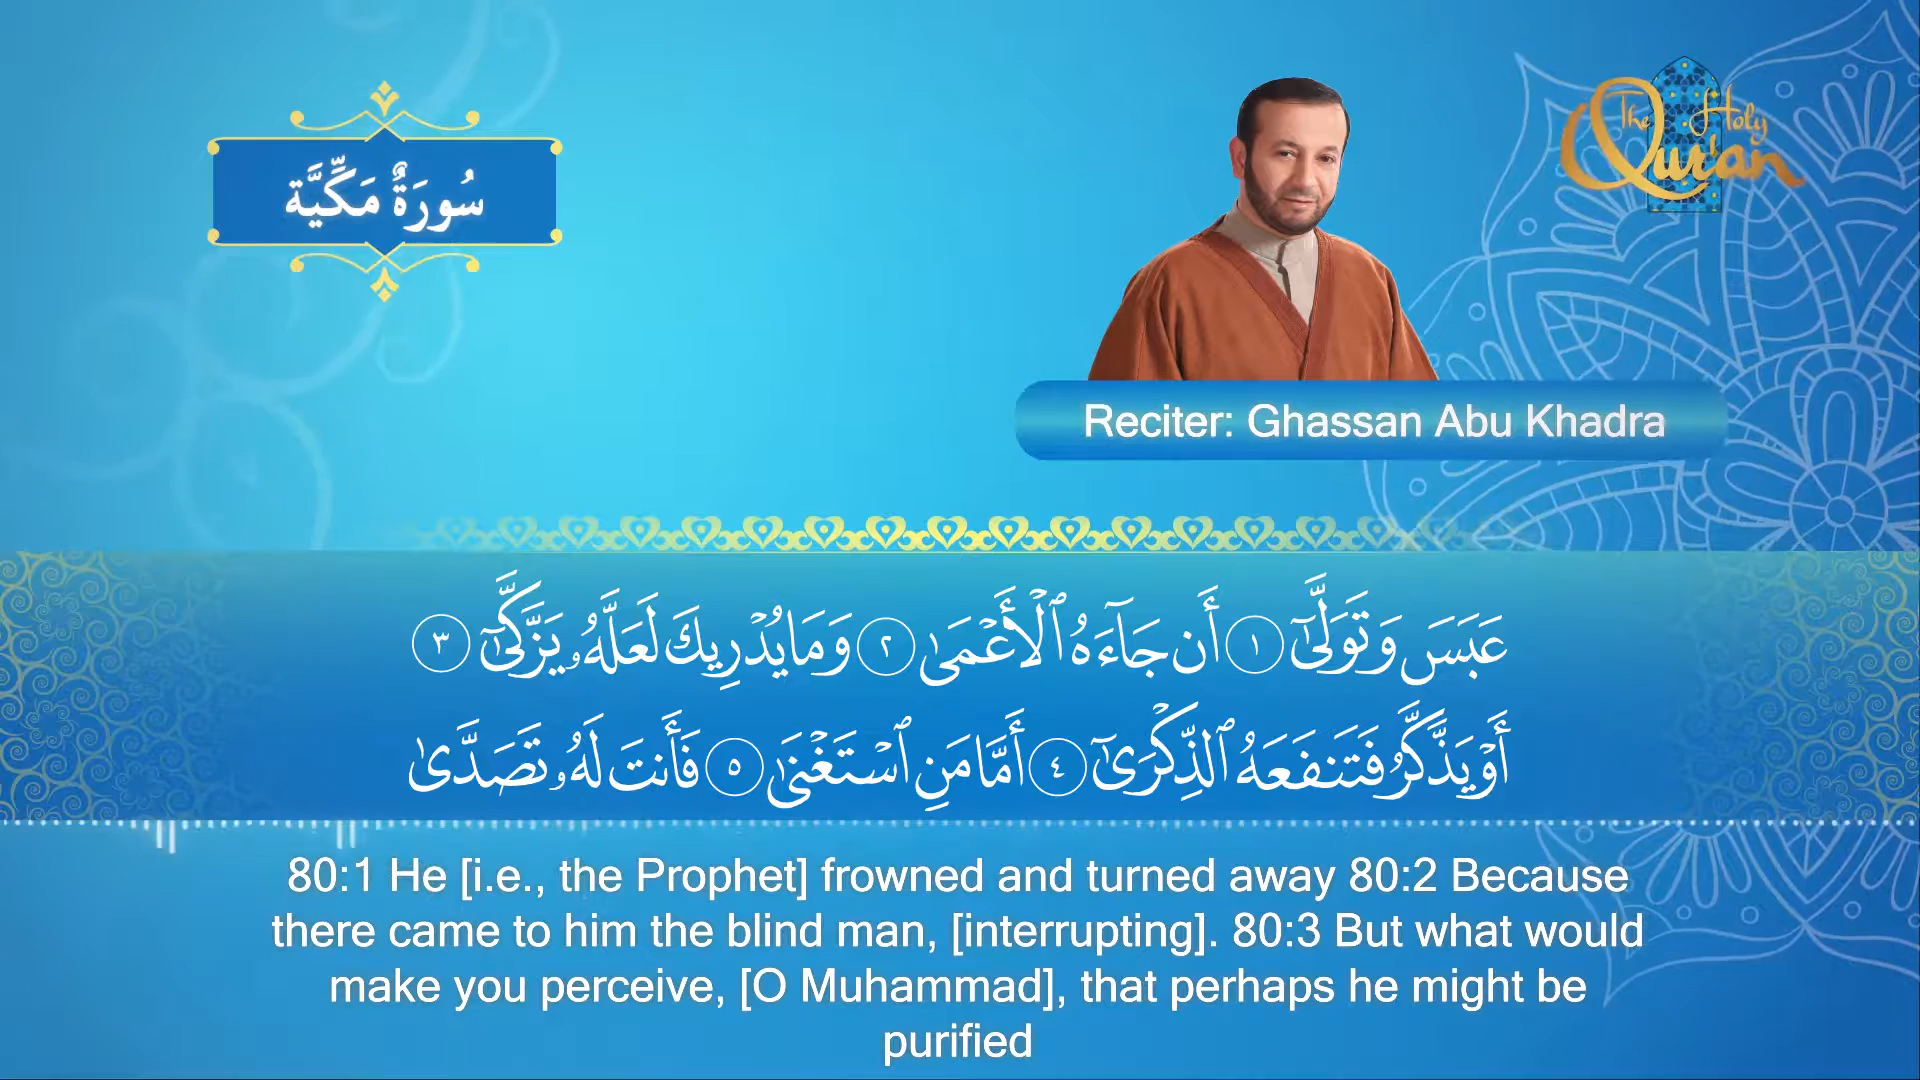 سُورَةٌ مَكِّيَّة
The Holy Qur'an
Reciter: Ghassan Abu Khadra
عَبَسَ وَتَوَلَّىٰٓ ١ أَن جَآءَهُ ٱلْأَعْمَىٰ ٢ وَمَا يُدْرِيكَ لَعَلَّهُۥ يَزَّكَّىٰٓ ٣
أَوْ يَذَّكَّرُ فَتَنفَعَهُ ٱلذِّكْرَىٰٓ ٤ أَمَّا مَنِ ٱسْتَغْنَىٰ ٥ فَأَنتَ لَهُۥ تَصَدَّىٰ
80:1 He [i.e., the Prophet] frowned and turned away 80:2 Because
there came to him the blind man, [interrupting]. 80:3 But what would
make you perceive, [O Muhammad], that perhaps he might be
purified